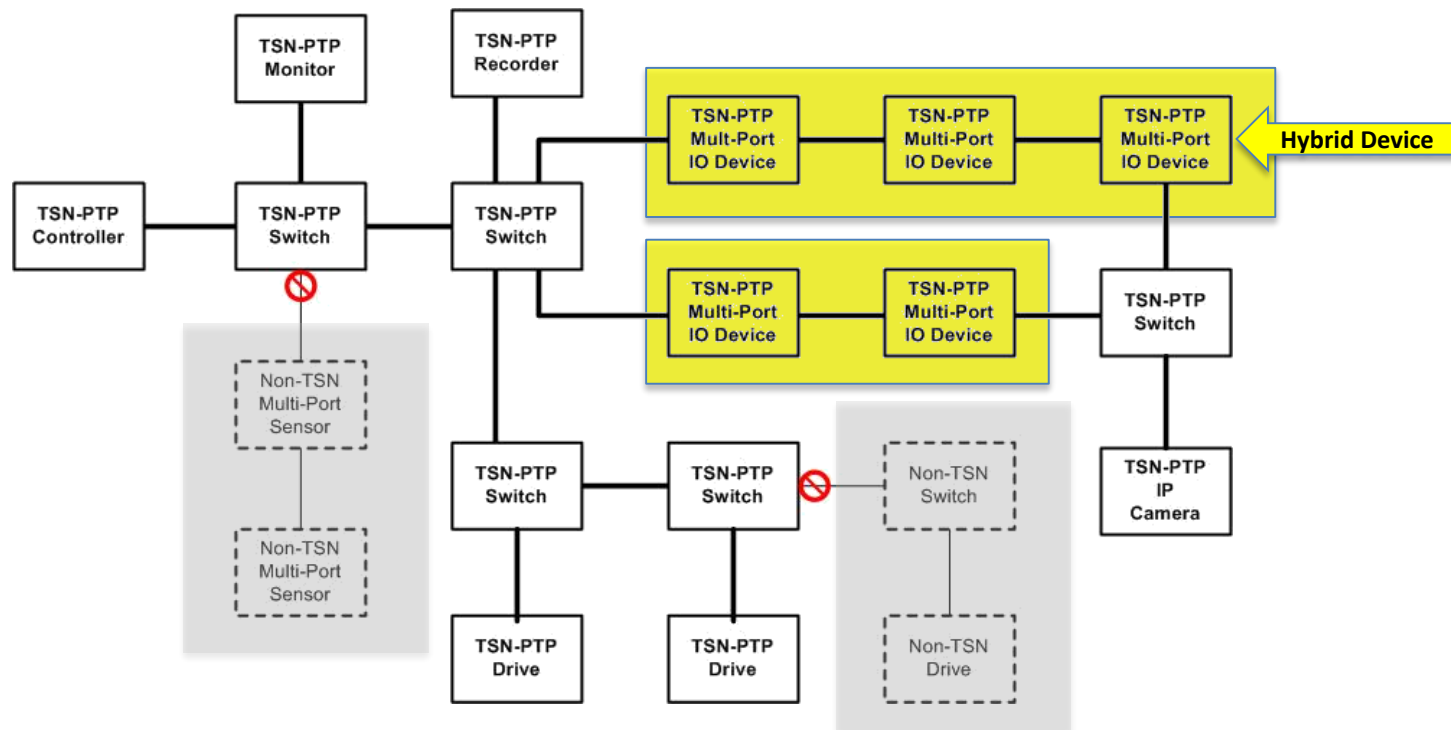 TSN-PTP
Monitor
TSN-PTP
Recorder
TSN-PTP
Mult-Port
IO Device
TSN-PTP
Multi-Port
IO Device
TSN-PTP
Multi-Port
IO Device
Hybrid Device
TSN-PTP
Controller
TSN-PTP
Switch
TSN-PTP
Switch
TSN-PTP
Multi-Port
IO Device
TSN-PTP
Multi-Port
IO Device
TSN-PTP
Switch
Non-TSN
Multi-Port
Sensor
TSN-PTP
Switch
TSN-PTP
Switch
Non-TSN
Switch
TSN-PTP
IP
Camera
Non-TSN
Multi-Port
Sensor
TSN-PTP
Drive
TSN-PTP
Drive
Non-TSN
Drive